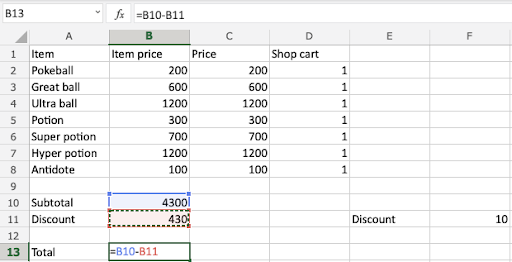 B13 fx =B10-B11
A B C D E F
1 Item Item price Price Shop cart
2 Pokeball 200 200 1
3 Great ball 600 600 1
4 Ultra ball 1200 1200 1
5 Potion 300 300 1
6 Super potion 700 700 1
7 Hyper potion 1200 1200 1
8 Antidote 100 100 1
9
10 Subtotal 4300
11 Discount 430 Discount 10
12
13 Total =B10-B11